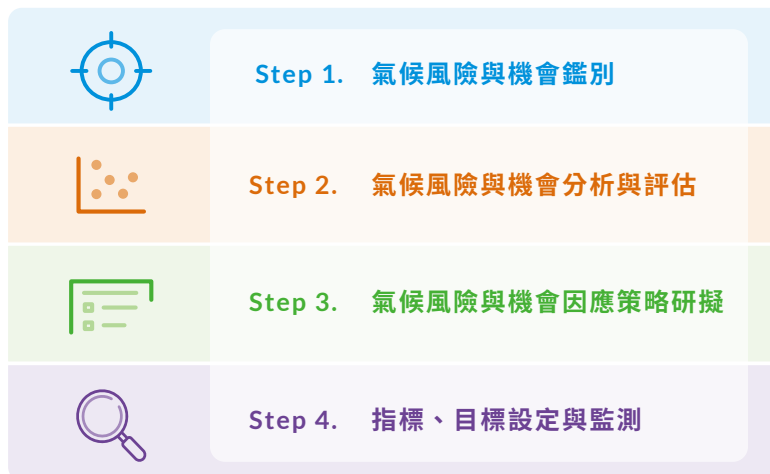 Step 1. 氣候風險與機會鑑別
Step 2. 氣候風險與機會分析與評估
Step 3. 氣候風險與機會因應策略研擬
Step 4. 指標、目標設定與監測